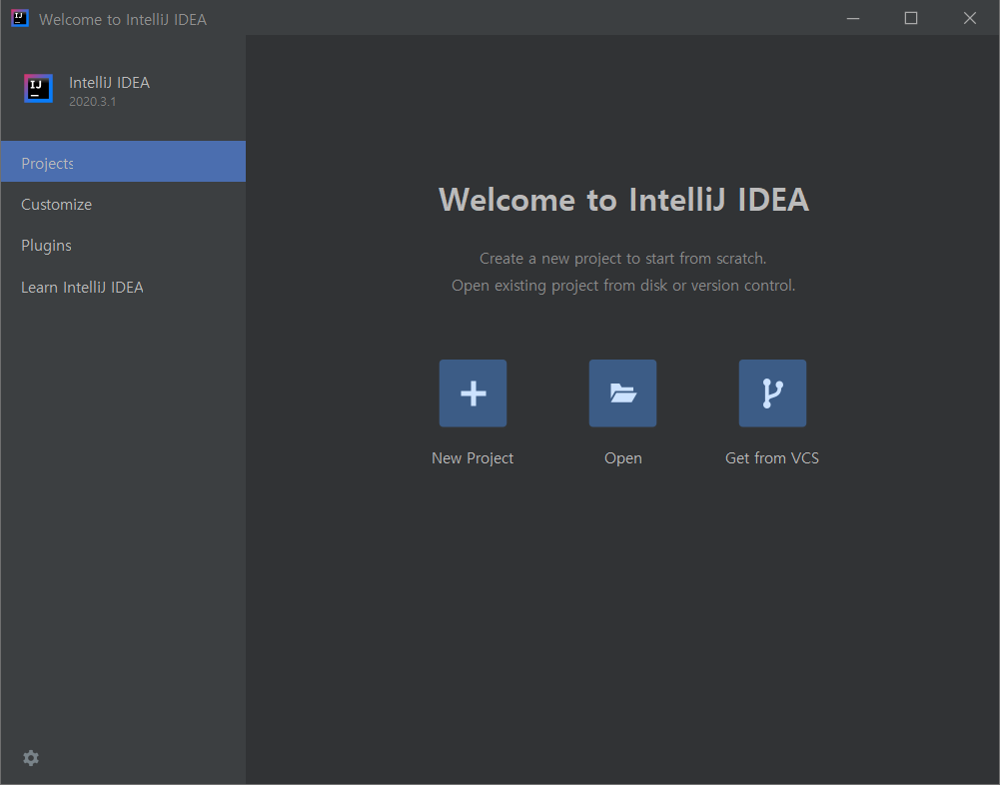 Welcome to IntelliJ IDEA
IJ
IntelliJ IDEA
2020.3.1
Projects
Customize
Plugins
Learn IntelliJ IDEA
Welcome to IntelliJ IDEA
Create a new project to start from scratch.
Open existing project from disk or version control.
New Project
Open
Get from VCS